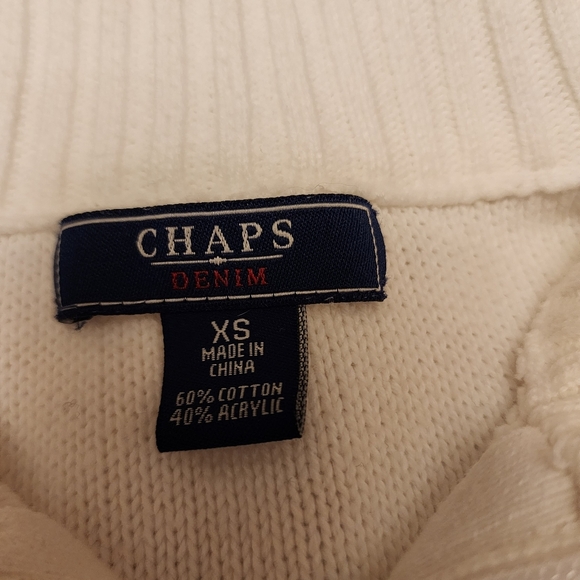 CHAPS
DENIM
XS
MADE IN
CHINA
60% COTTON
40% ACRYLIC